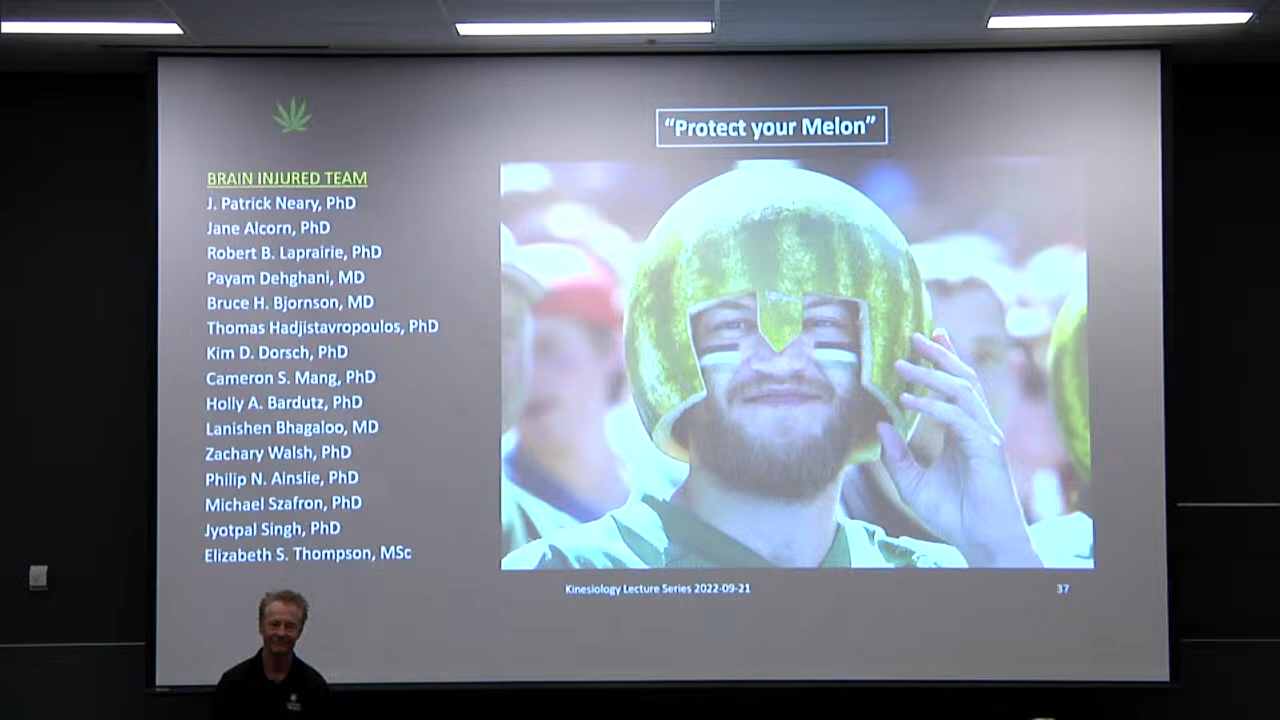 "Protect your Melon"
BRAIN INJURED TEAM
J. Patrick Neary, PhD
Jane Alcorn, PhD
Robert B. Laprairie, PhD
Payam Dehghani, MD
Bruce H. Bjornson, MD
Thomas Hadjistavropoulos, PhD
Kim D. Dorsch, PhD
Cameron S. Mang, PhD
Holly A. Bardutz, PhD
Lanishen Bhagaloo, MD
Zachary Walsh, PhD
Philip N. Ainslie, PhD
Michael Szafron, PhD
Jyotpal Singh, PhD
Elizabeth S. Thompson, MSc
Kinesiology Lecture Series 2022-09-21
37